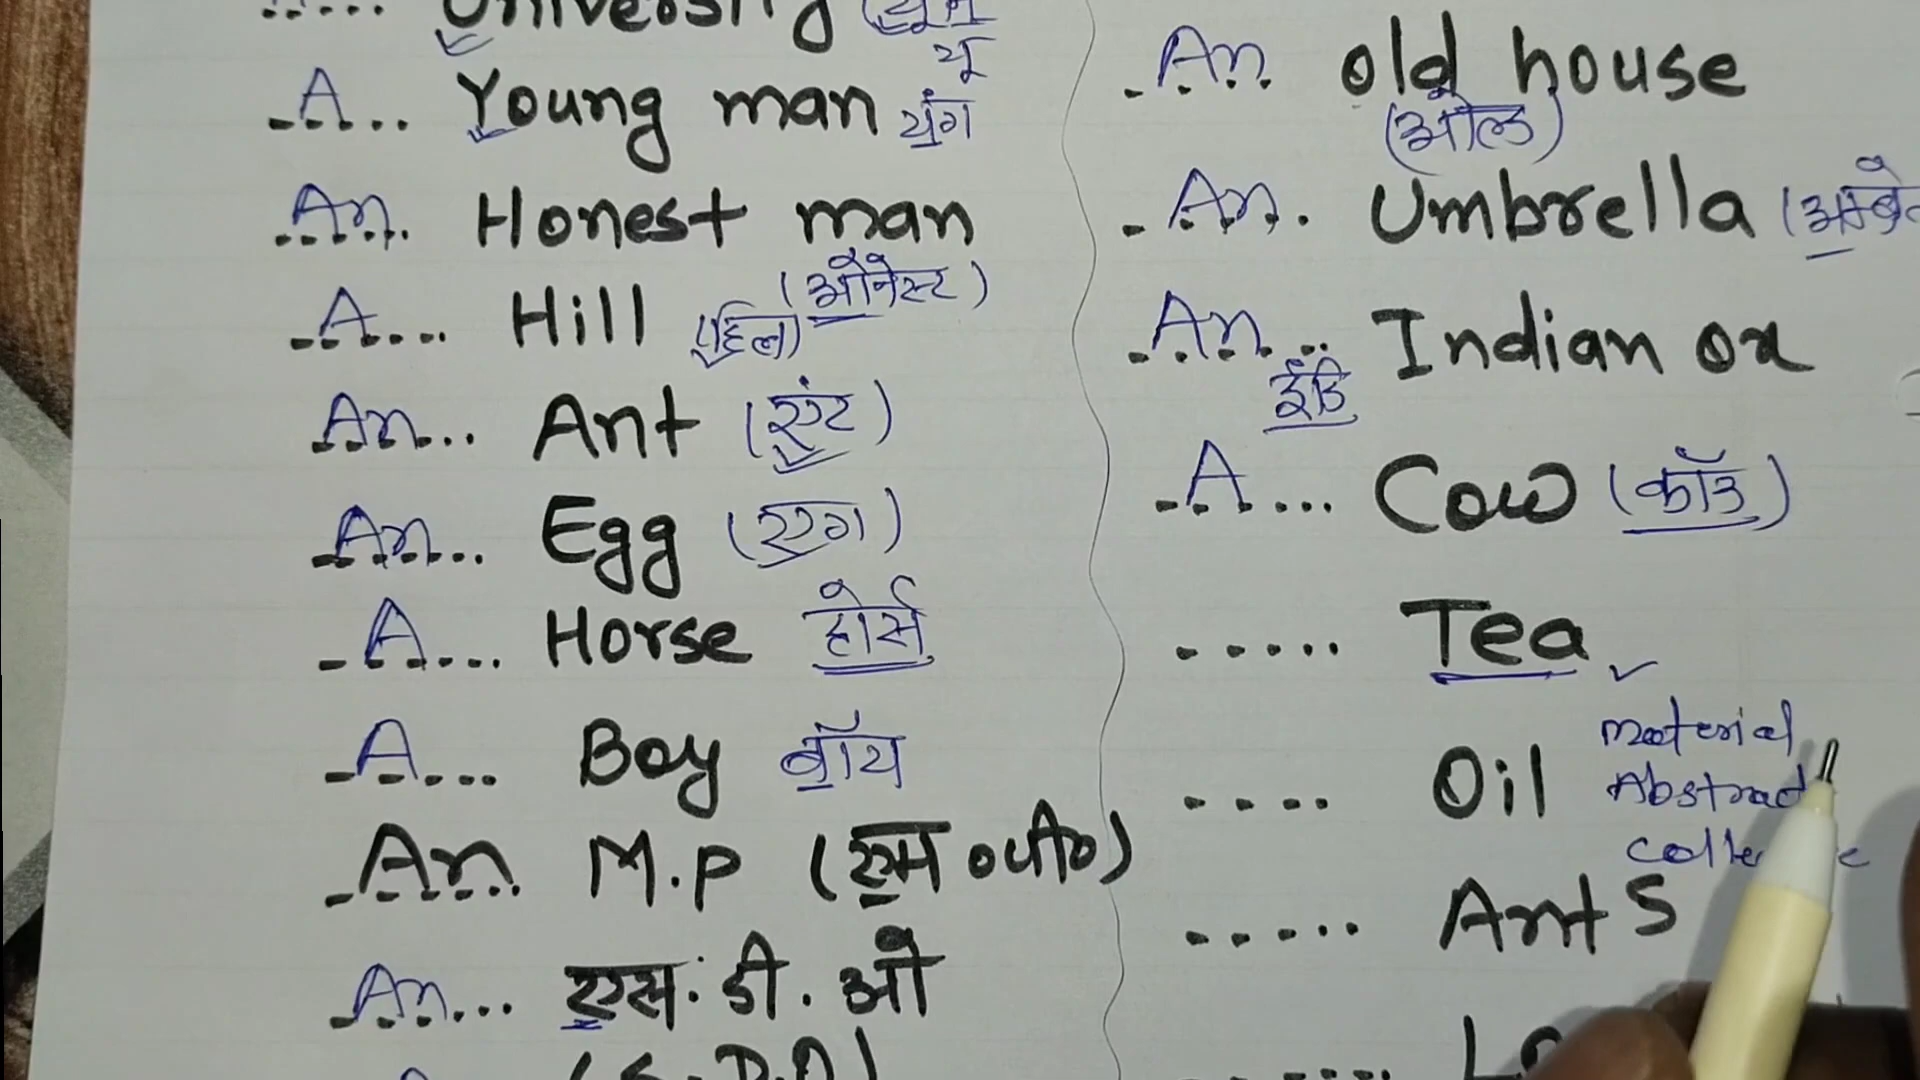 ..... University
A... Young man यंग
An. Honest man
(ऑनेस्ट)
A.... Hill (हिल)
An... Ant (एंट)
An... Egg (एग)
A.... Horse होर्स
A.... Boy बॉय
An... M.P (एम०पी०)
An... एस. डी. ओ
(S.D.O)
An. old house
(ओल्ड)
An. Umbrella
An... Indian ox
इंडि
A.... Cow (कॉउ)
..... Tea
material
.... Oil Abstract
..... Ants